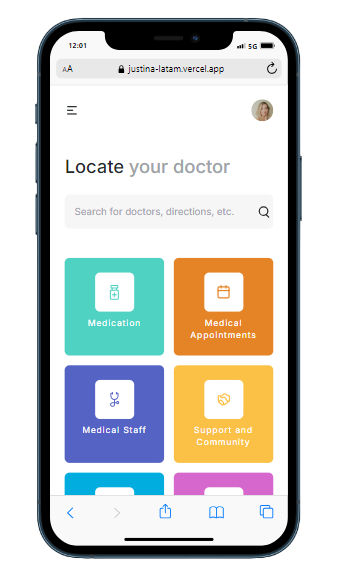 12:01
5G
AA
justina-latam.vercel.app
Locate your doctor
Search for doctors, directions, etc.
Medication
Medical
Appointments
Medical Staff
Support and
Community